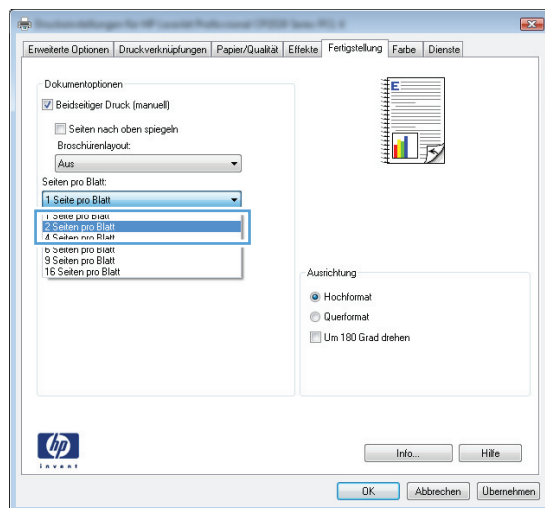 Erweiterte Optionen Druckverknüpfungen Papier/Qualität Effekte Fertigstellung Farbe Dienste
Dokumentoptionen
Beidseitiger Druck (manuell)
Seiten nach oben spiegeln
Broschürenlayout:
Aus
Seiten pro Blatt:
1 Seite pro Blatt
1 Seite pro Blatt
2 Seiten pro Blatt
4 Seiten pro Blatt
6 Seiten pro Blatt
9 Seiten pro Blatt
16 Seiten pro Blatt
E
Ausrichtung
Hochformat
Querformat
Um 180 Grad drehen
hp
invent
Info... Hilfe
OK Abbrechen Übernehmen